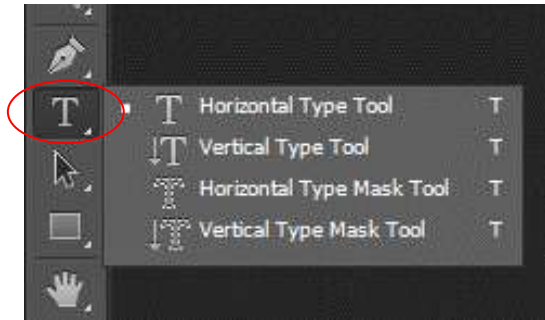 T
Horizontal Type Tool T
Vertical Type Tool T
Horizontal Type Mask Tool T
Vertical Type Mask Tool T